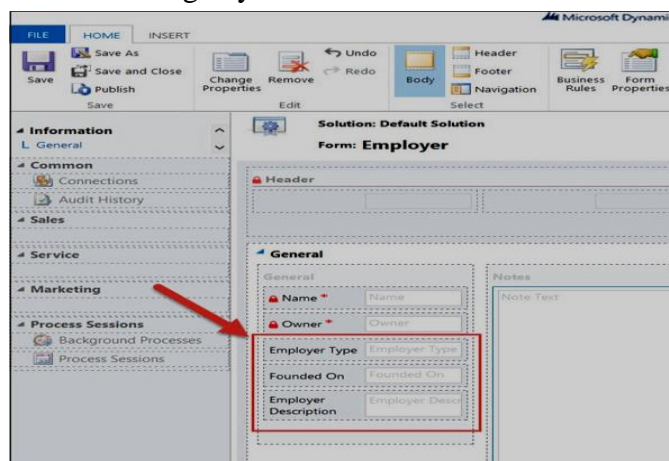 Microsoft Dynami
FILE HOME INSERT
Save
Save As
Save and Close
Publish
Save
Change Properties
Remove
Undo
Redo
Edit
Body
Header
Footer
Navigation
Select
Business Rules
Form Properties
Information
General
Common
Connections
Audit History
Sales
Service
Marketing
Process Sessions
Background Processes
Process Sessions
Solution: Default Solution
Form: Employer
Header
General
General
Notes
Name * Name
Note Text
Owner * Owner
Employer Type Employer Type
Founded On Founded On
Employer Description Employer Descr